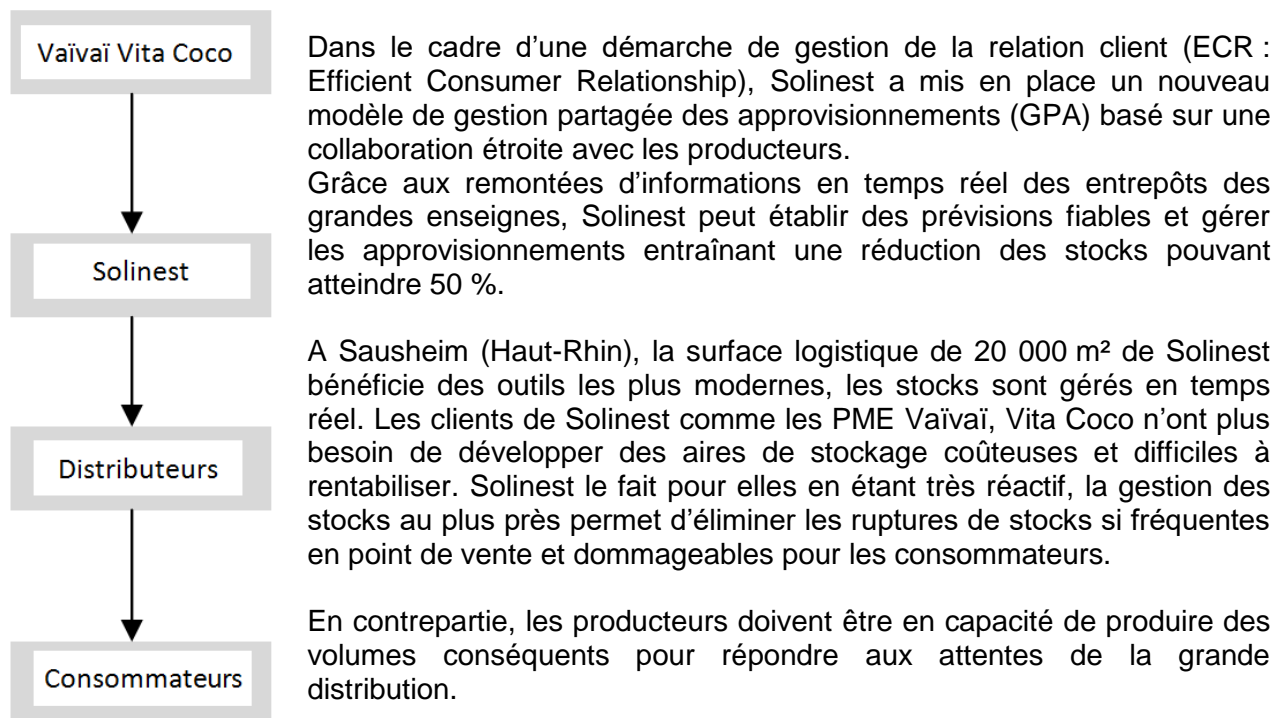 Vaïvaï Vita Coco
Solinest
Distributeurs
Consommateurs
Dans le cadre d’une démarche de gestion de la relation client (ECR :
Efficient Consumer Relationship), Solinest a mis en place un nouveau
modèle de gestion partagée des approvisionnements (GPA) basé sur une
collaboration étroite avec les producteurs.
Grâce aux remontées d’informations en temps réel des entrepôts des
grandes enseignes, Solinest peut établir des prévisions fiables et gérer
les approvisionnements entraînant une réduction des stocks pouvant
atteindre 50 %.
A Sausheim (Haut-Rhin), la surface logistique de 20 000 m² de Solinest
bénéficie des outils les plus modernes, les stocks sont gérés en temps
réel. Les clients de Solinest comme les PME Vaïvaï, Vita Coco n’ont plus
besoin de développer des aires de stockage coûteuses et difficiles à
rentabiliser. Solinest le fait pour elles en étant très réactif, la gestion des
stocks au plus près permet d’éliminer les ruptures de stocks si fréquentes
en point de vente et dommageables pour les consommateurs.
En contrepartie, les producteurs doivent être en capacité de produire des
volumes conséquents pour répondre aux attentes de la grande
distribution.